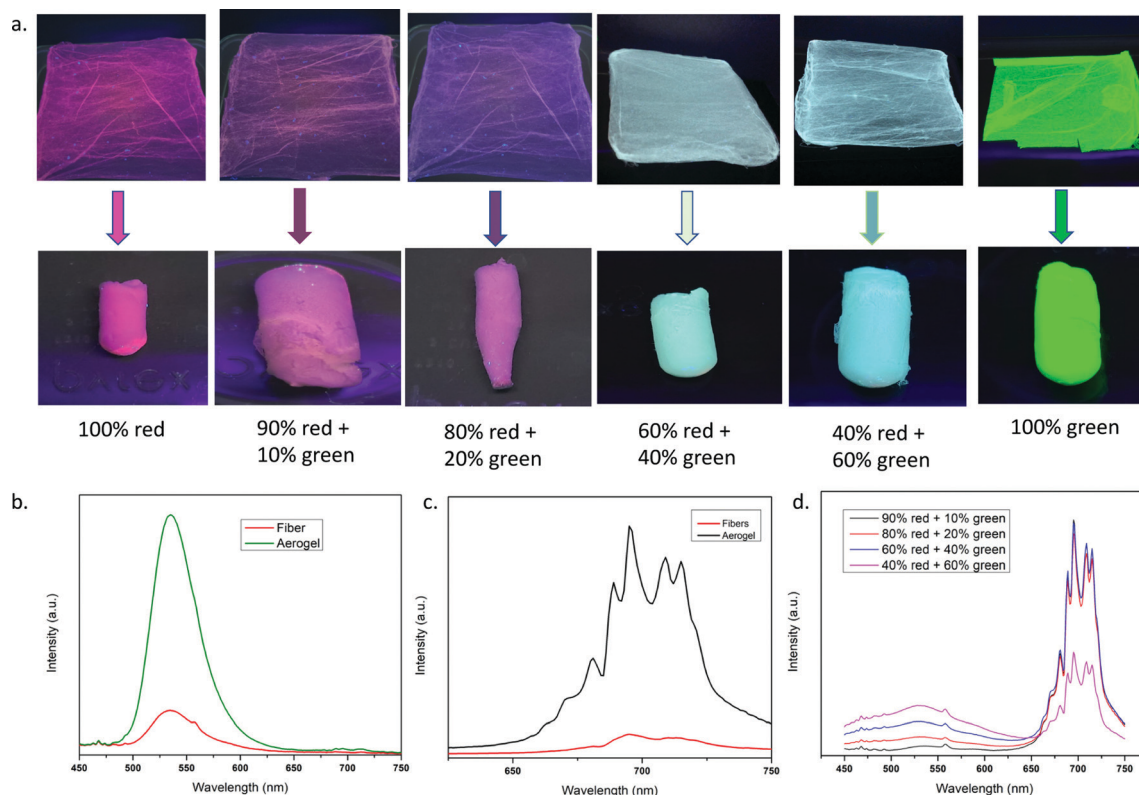 a.
100% red
90% red +
10% green
80% red +
20% green
60% red +
40% green
40% red +
60% green
100% green
b.
Fiber
Aerogel
Intensity (a.u.)
450 500 550 600 650 700 750
Wavelength (nm)
c.
Fibers
Aerogel
Intensity (a.u.)
650 700 750
Wavelength (nm)
d.
90% red + 10% green
80% red + 20% green
60% red + 40% green
40% red + 60% green
Intensity (a.u.)
450 500 550 600 650 700 750
Wavelength (nm)